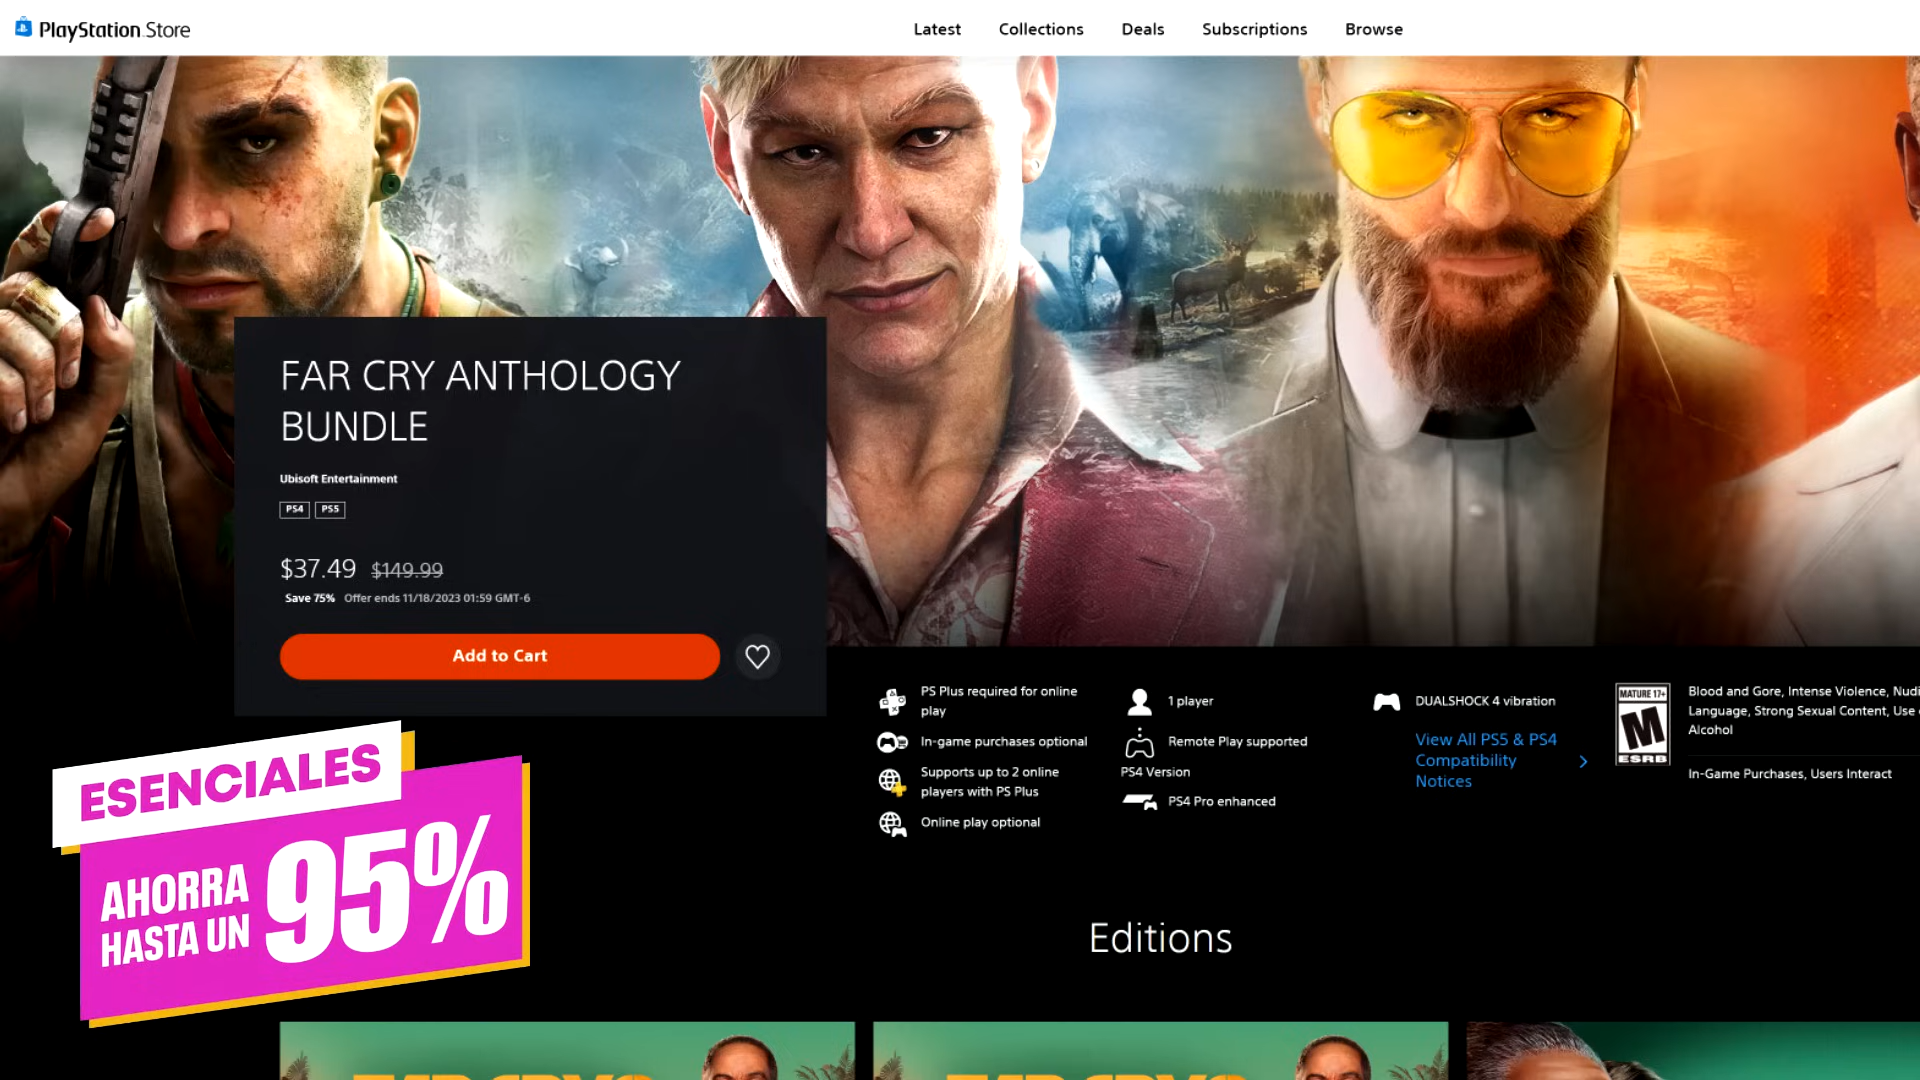 PlayStation Store
Latest
Collections
Deals
Subscriptions
Browse
FAR CRY ANTHOLOGY
BUNDLE
Ubisoft Entertainment
PS4
PS5
$37.49 $149.99
Save 75% Offer ends 11/18/2023 01:59 GMT-6
Add to Cart
PS Plus required for online
play
In-game purchases optional
Supports up to 2 online
players with PS Plus
Online play optional
1 player
Remote Play supported
PS4 Version
PS4 Pro enhanced
DUALSHOCK 4 vibration
View All PS5 & PS4
Compatibility
Notices
MATURE 17+
M
ESRB
Blood and Gore, Intense Violence,
Language, Strong Sexual Content, Use
Alcohol
In-Game Purchases, Users Interact
ESENCIALES
AHORRA
HASTA UN
95%
Editions